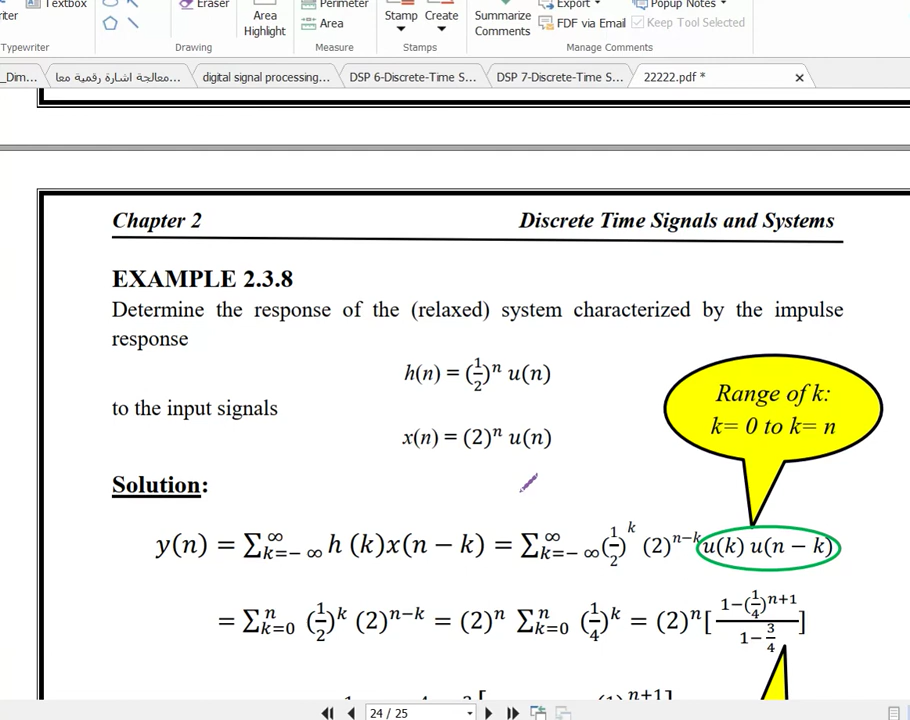 Textbox
Eraser
Perimeter
Export
Popup Notes
Typewriter
Area
Highlight
Area
Stamp Create
Summarize
Comments
FDF via Email
Keep Tool Selected
Drawing
Measure
Stamps
Manage Comments
_Dim...
معالجة اشارة رقمية معا...
digital signal processing...
DSP 6-Discrete-Time S...
DSP 7-Discrete-Time S...
22222.pdf *
Chapter 2
Discrete Time Signals and Systems
EXAMPLE 2.3.8
Determine the response of the (relaxed) system characterized by the impulse
response
h(n) = (1/2)^n u(n)
to the input signals
x(n) = (2)^n u(n)
Range of k:
k= 0 to k= n
Solution:
y(n) = ∑_{k=-∞}^{∞} h (k)x(n − k) = ∑_{k=-∞}^{∞} (1/2)^k (2)^{n−k} u(k) u(n − k)
= ∑_{k=0}^{n} (1/2)^k (2)^{n−k} = (2)^n ∑_{k=0}^{n} (1/4)^k = (2)^n [ (1−(1/4)^{n+1}) / (1−3/4) ]
24 / 25